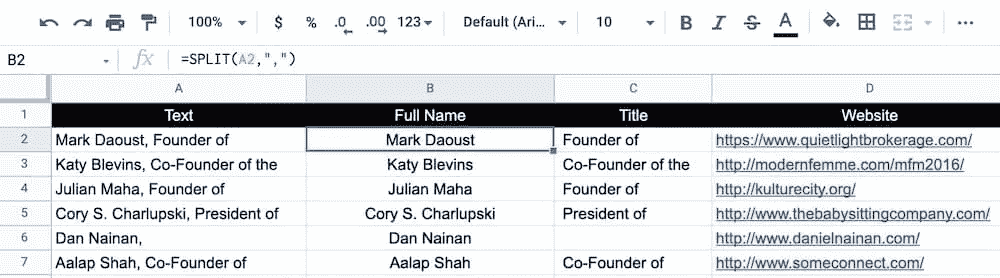 100% $ % .0 .00 123 Default (Ari... 10 B I S A
B2 fx =SPLIT(A2,",")
A B C D
1 Text Full Name Title Website
2 Mark Daoust, Founder of Mark Daoust Founder of https://www.quietlightbrokerage.com/
3 Katy Blevins, Co-Founder of the Katy Blevins Co-Founder of the http://modernfemme.com/mfm2016/
4 Julian Maha, Founder of Julian Maha Founder of http://kulturecity.org/
5 Cory S. Charlupski, President of Cory S. Charlupski President of http://www.thebabysittingcompany.com/
6 Dan Nainan, Dan Nainan http://www.danielnainan.com/
7 Aalap Shah, Co-Founder of Aalap Shah Co-Founder of http://www.someconnect.com/